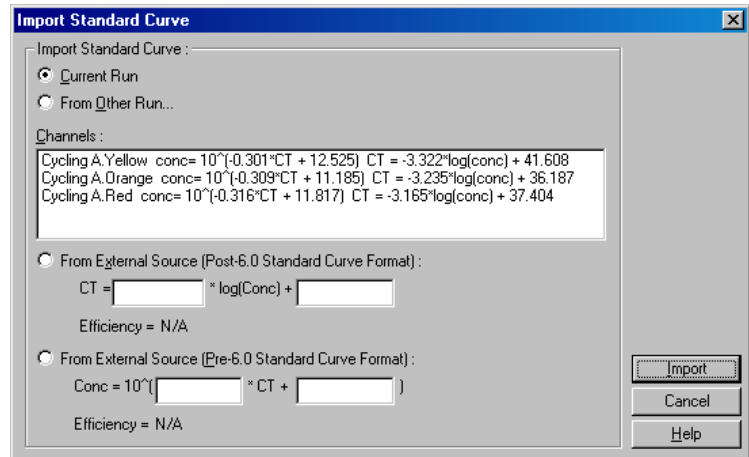 Import Standard Curve
Import Standard Curve :
Current Run
From Other Run...
Channels :
Cycling A.Yellow conc= 10^(-0.301*CT + 12.525) CT = -3.322*log(conc) + 41.608
Cycling A.Orange conc= 10^(-0.309*CT + 11.185) CT = -3.235*log(conc) + 36.187
Cycling A.Red conc= 10^(-0.316*CT + 11.817) CT = -3.165*log(conc) + 37.404
From External Source (Post-6.0 Standard Curve Format) :
CT = * log(Conc) +
Efficiency = N/A
From External Source (Pre-6.0 Standard Curve Format) :
Conc = 10^( * CT + )
Efficiency = N/A
Import
Cancel
Help